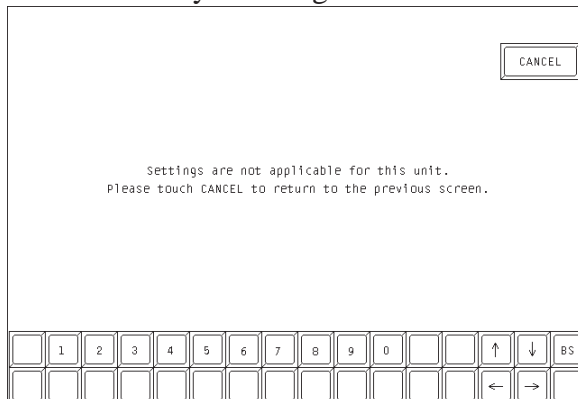 CANCEL
Settings are not applicable for this unit.
Please touch CANCEL to return to the previous screen.
1 2 3 4 5 6 7 8 9 0 ↑ ↓ BS
← →